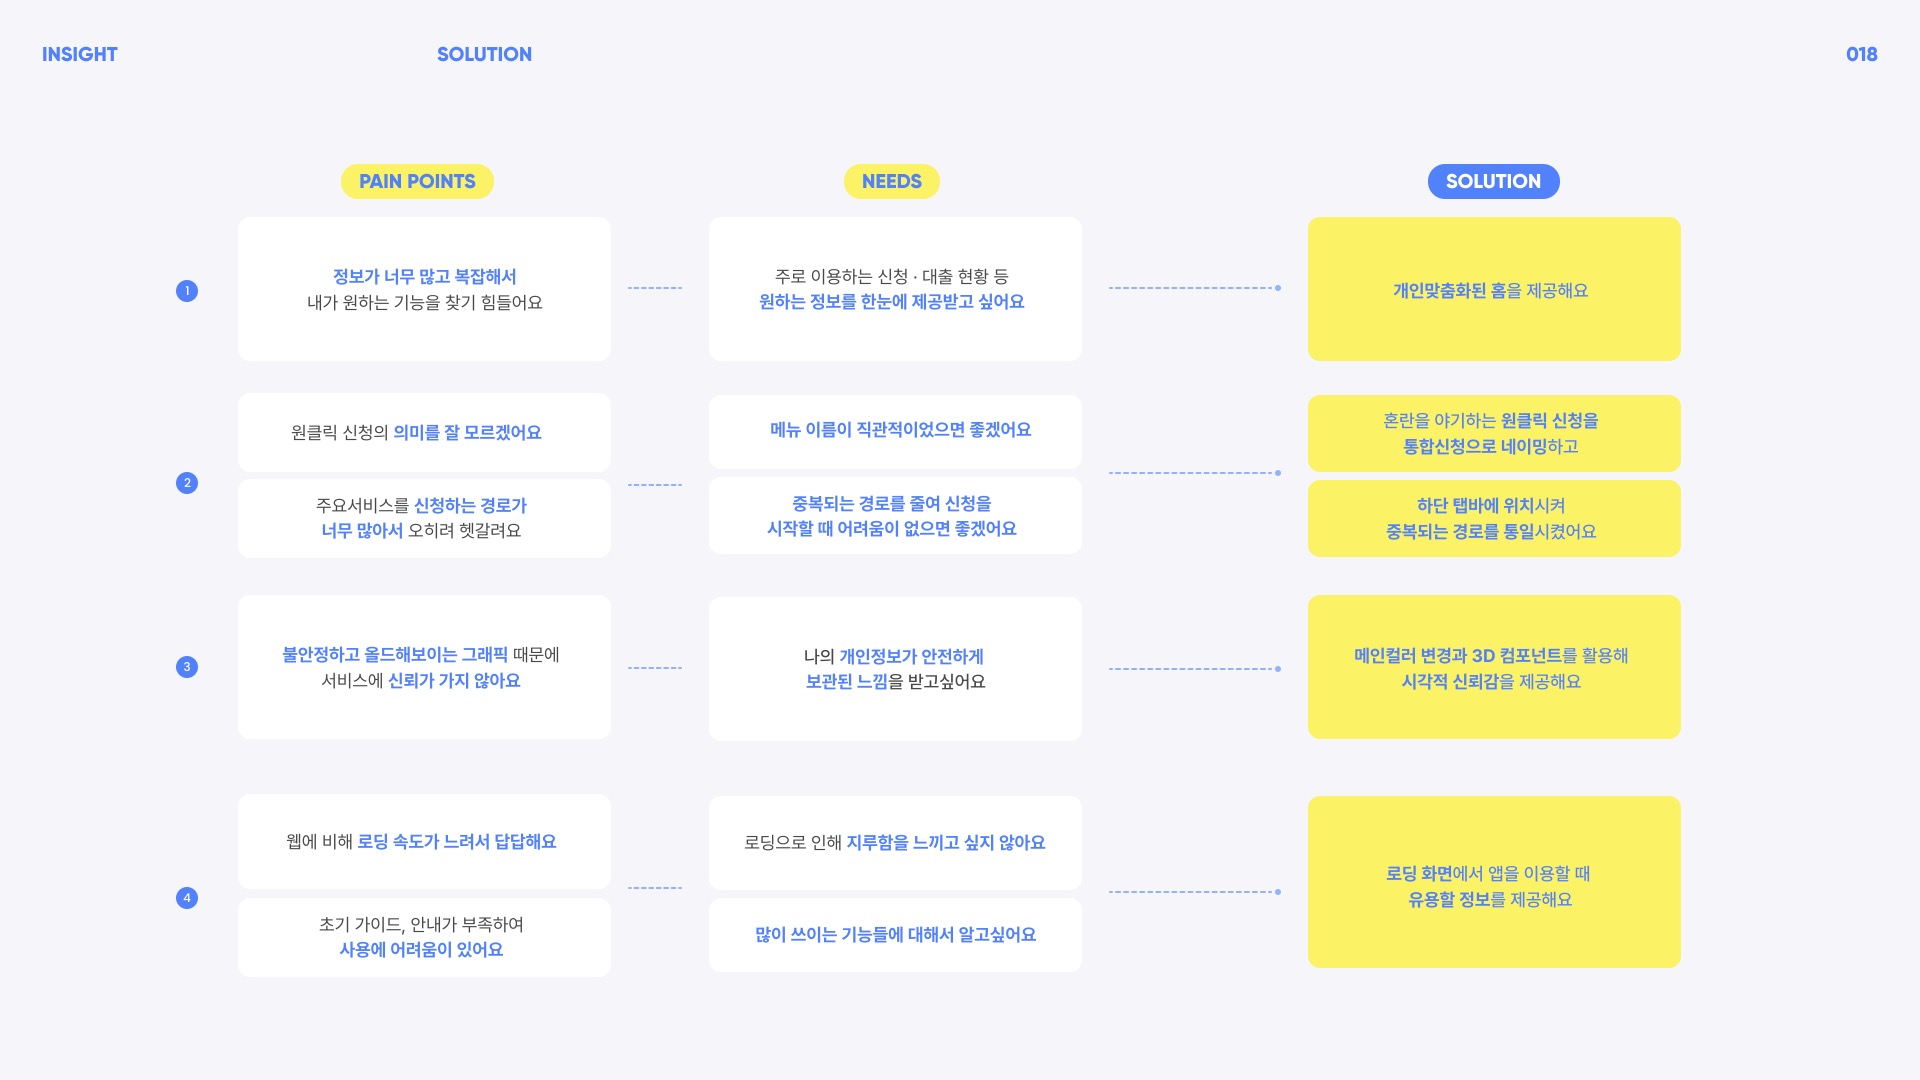 INSIGHT
SOLUTION
018
PAIN POINTS
NEEDS
SOLUTION
1
정보가 너무 많고 복잡해서
내가 원하는 기능을 찾기 힘들어요
주로 이용하는 신청 · 대출 현황 등
원하는 정보를 한눈에 제공받고 싶어요
개인맞춤화된 홈을 제공해요
2
원클릭 신청의 의미를 잘 모르겠어요
주요서비스를 신청하는 경로가
너무 많아서 오히려 헷갈려요
메뉴 이름이 직관적이었으면 좋겠어요
중복되는 경로를 줄여 신청을
시작할 때 어려움이 없으면 좋겠어요
혼란을 야기하는 원클릭 신청을
통합신청으로 네이밍하고
하단 탭바에 위치시켜
중복되는 경로를 통일시켰어요
3
불안정하고 올드해보이는 그래픽 때문에
서비스에 신뢰가 가지 않아요
나의 개인정보가 안전하게
보관된 느낌을 받고싶어요
메인컬러 변경과 3D 컴포넌트를 활용해
시각적 신뢰감을 제공해요
4
웹에 비해 로딩 속도가 느려서 답답해요
초기 가이드, 안내가 부족하여
사용에 어려움이 있어요
로딩으로 인해 지루함을 느끼고 싶지 않아요
많이 쓰이는 기능들에 대해서 알고싶어요
로딩 화면에서 앱을 이용할 때
유용할 정보를 제공해요